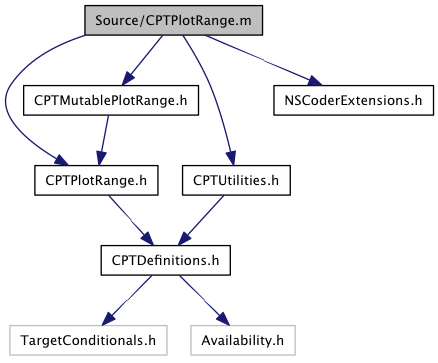 Source/CPTPlotRange.m
CPTMutablePlotRange.h
NSCoderExtensions.h
CPTPlotRange.h
CPTUtilities.h
CPTDefinitions.h
TargetConditionals.h
Availability.h